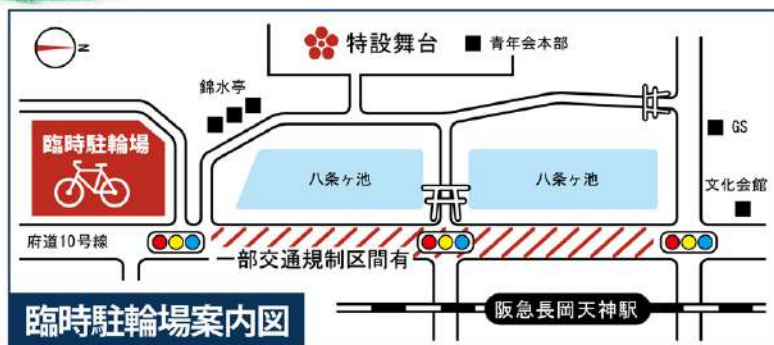 N
特設舞台
青年会本部
錦水亭
臨時駐輪場
GS
八条ヶ池
八条ヶ池
文化会館
府道10号線
一部交通規制区間有
阪急長岡天神駅
臨時駐輪場案内図